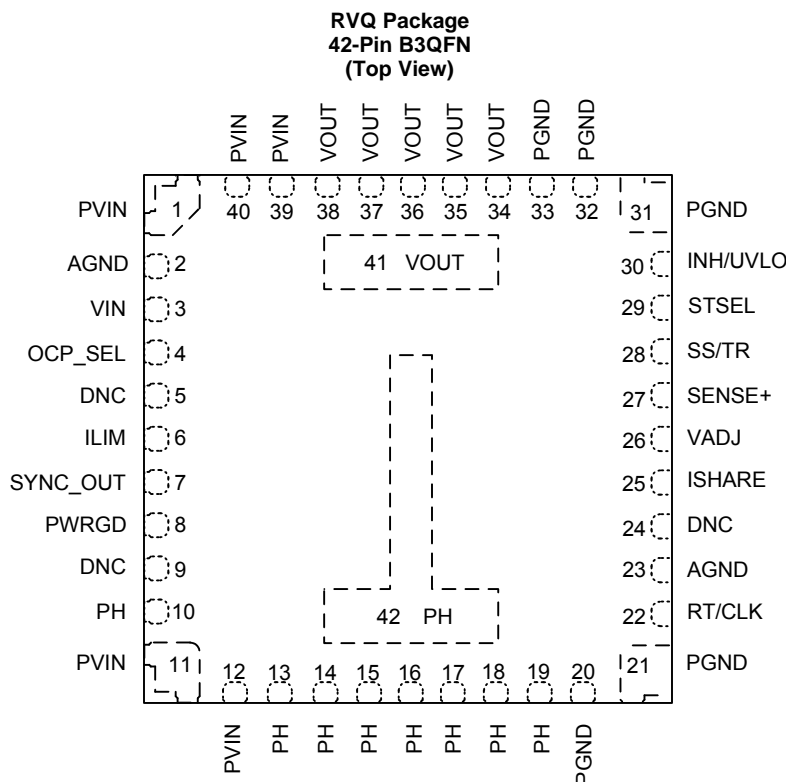 RVQ Package
42-Pin B3QFN
(Top View)
PVIN PVIN VOUT VOUT VOUT VOUT VOUT PGND PGND
40 39 38 37 36 35 34 33 32
PVIN 1 31 PGND
AGND 2 41 VOUT 30 INH/UVLO
VIN 3 29 STSEL
OCP_SEL 4 28 SS/TR
DNC 5 27 SENSE+
ILIM 6 26 VADJ
SYNC_OUT 7 25 ISHARE
PWRGD 8 24 DNC
DNC 9 23 AGND
PH 10 42 PH 22 RT/CLK
PVIN 11 21 PGND
12 13 14 15 16 17 18 19 20
PVIN PH PH PH PH PH PH PH PGND